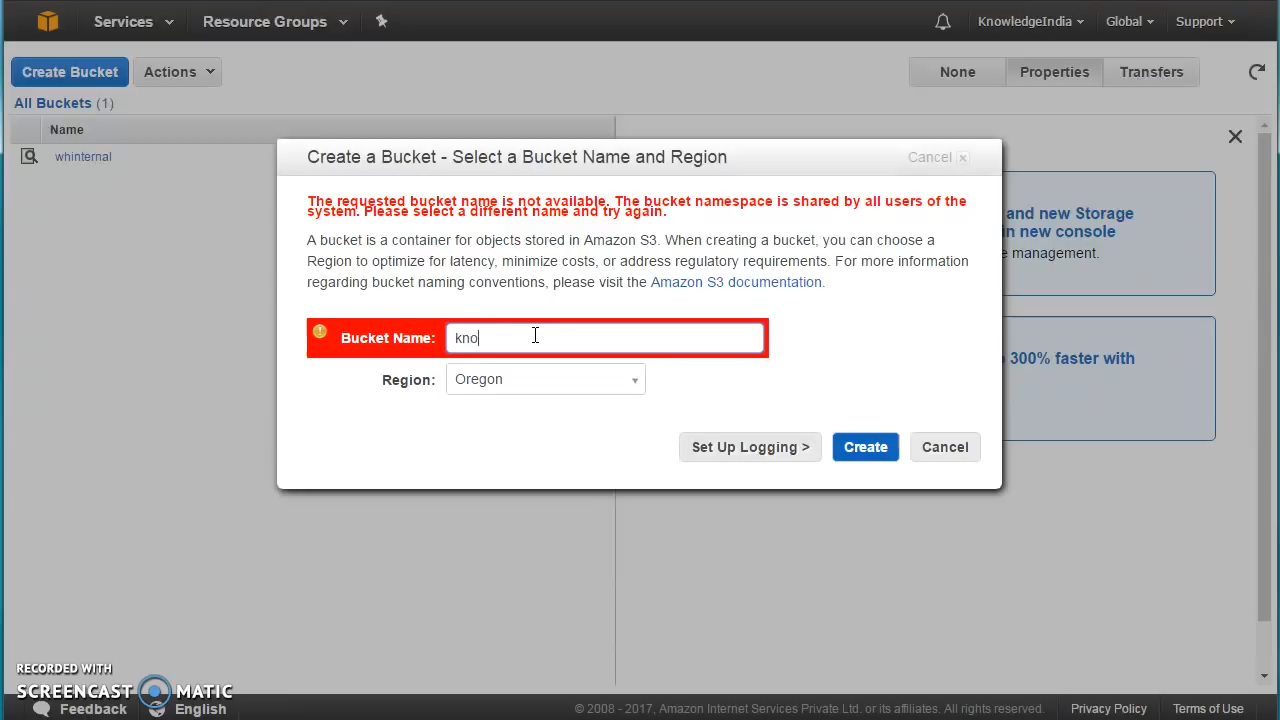 Services Resource Groups KnowledgeIndia Global Support
Create Bucket Actions None Properties Transfers
All Buckets (1)
Name
whinternal
Create a Bucket - Select a Bucket Name and Region Cancel
The requested bucket name is not available. The bucket namespace is shared by all users of the
system. Please select a different name and try again.
A bucket is a container for objects stored in Amazon S3. When creating a bucket, you can choose a
Region to optimize for latency, minimize costs, or address regulatory requirements. For more information
regarding bucket naming conventions, please visit the Amazon S3 documentation.
Bucket Name: kno
Region: Oregon
Set Up Logging > Create Cancel
and new Storage
in new console
e management.
300% faster with
RECORDED WITH
SCREENCAST MATIC
Feedback English © 2008 - 2017, Amazon Internet Services Private Ltd. or its affiliates. All rights reserved. Privacy Policy Terms of Use